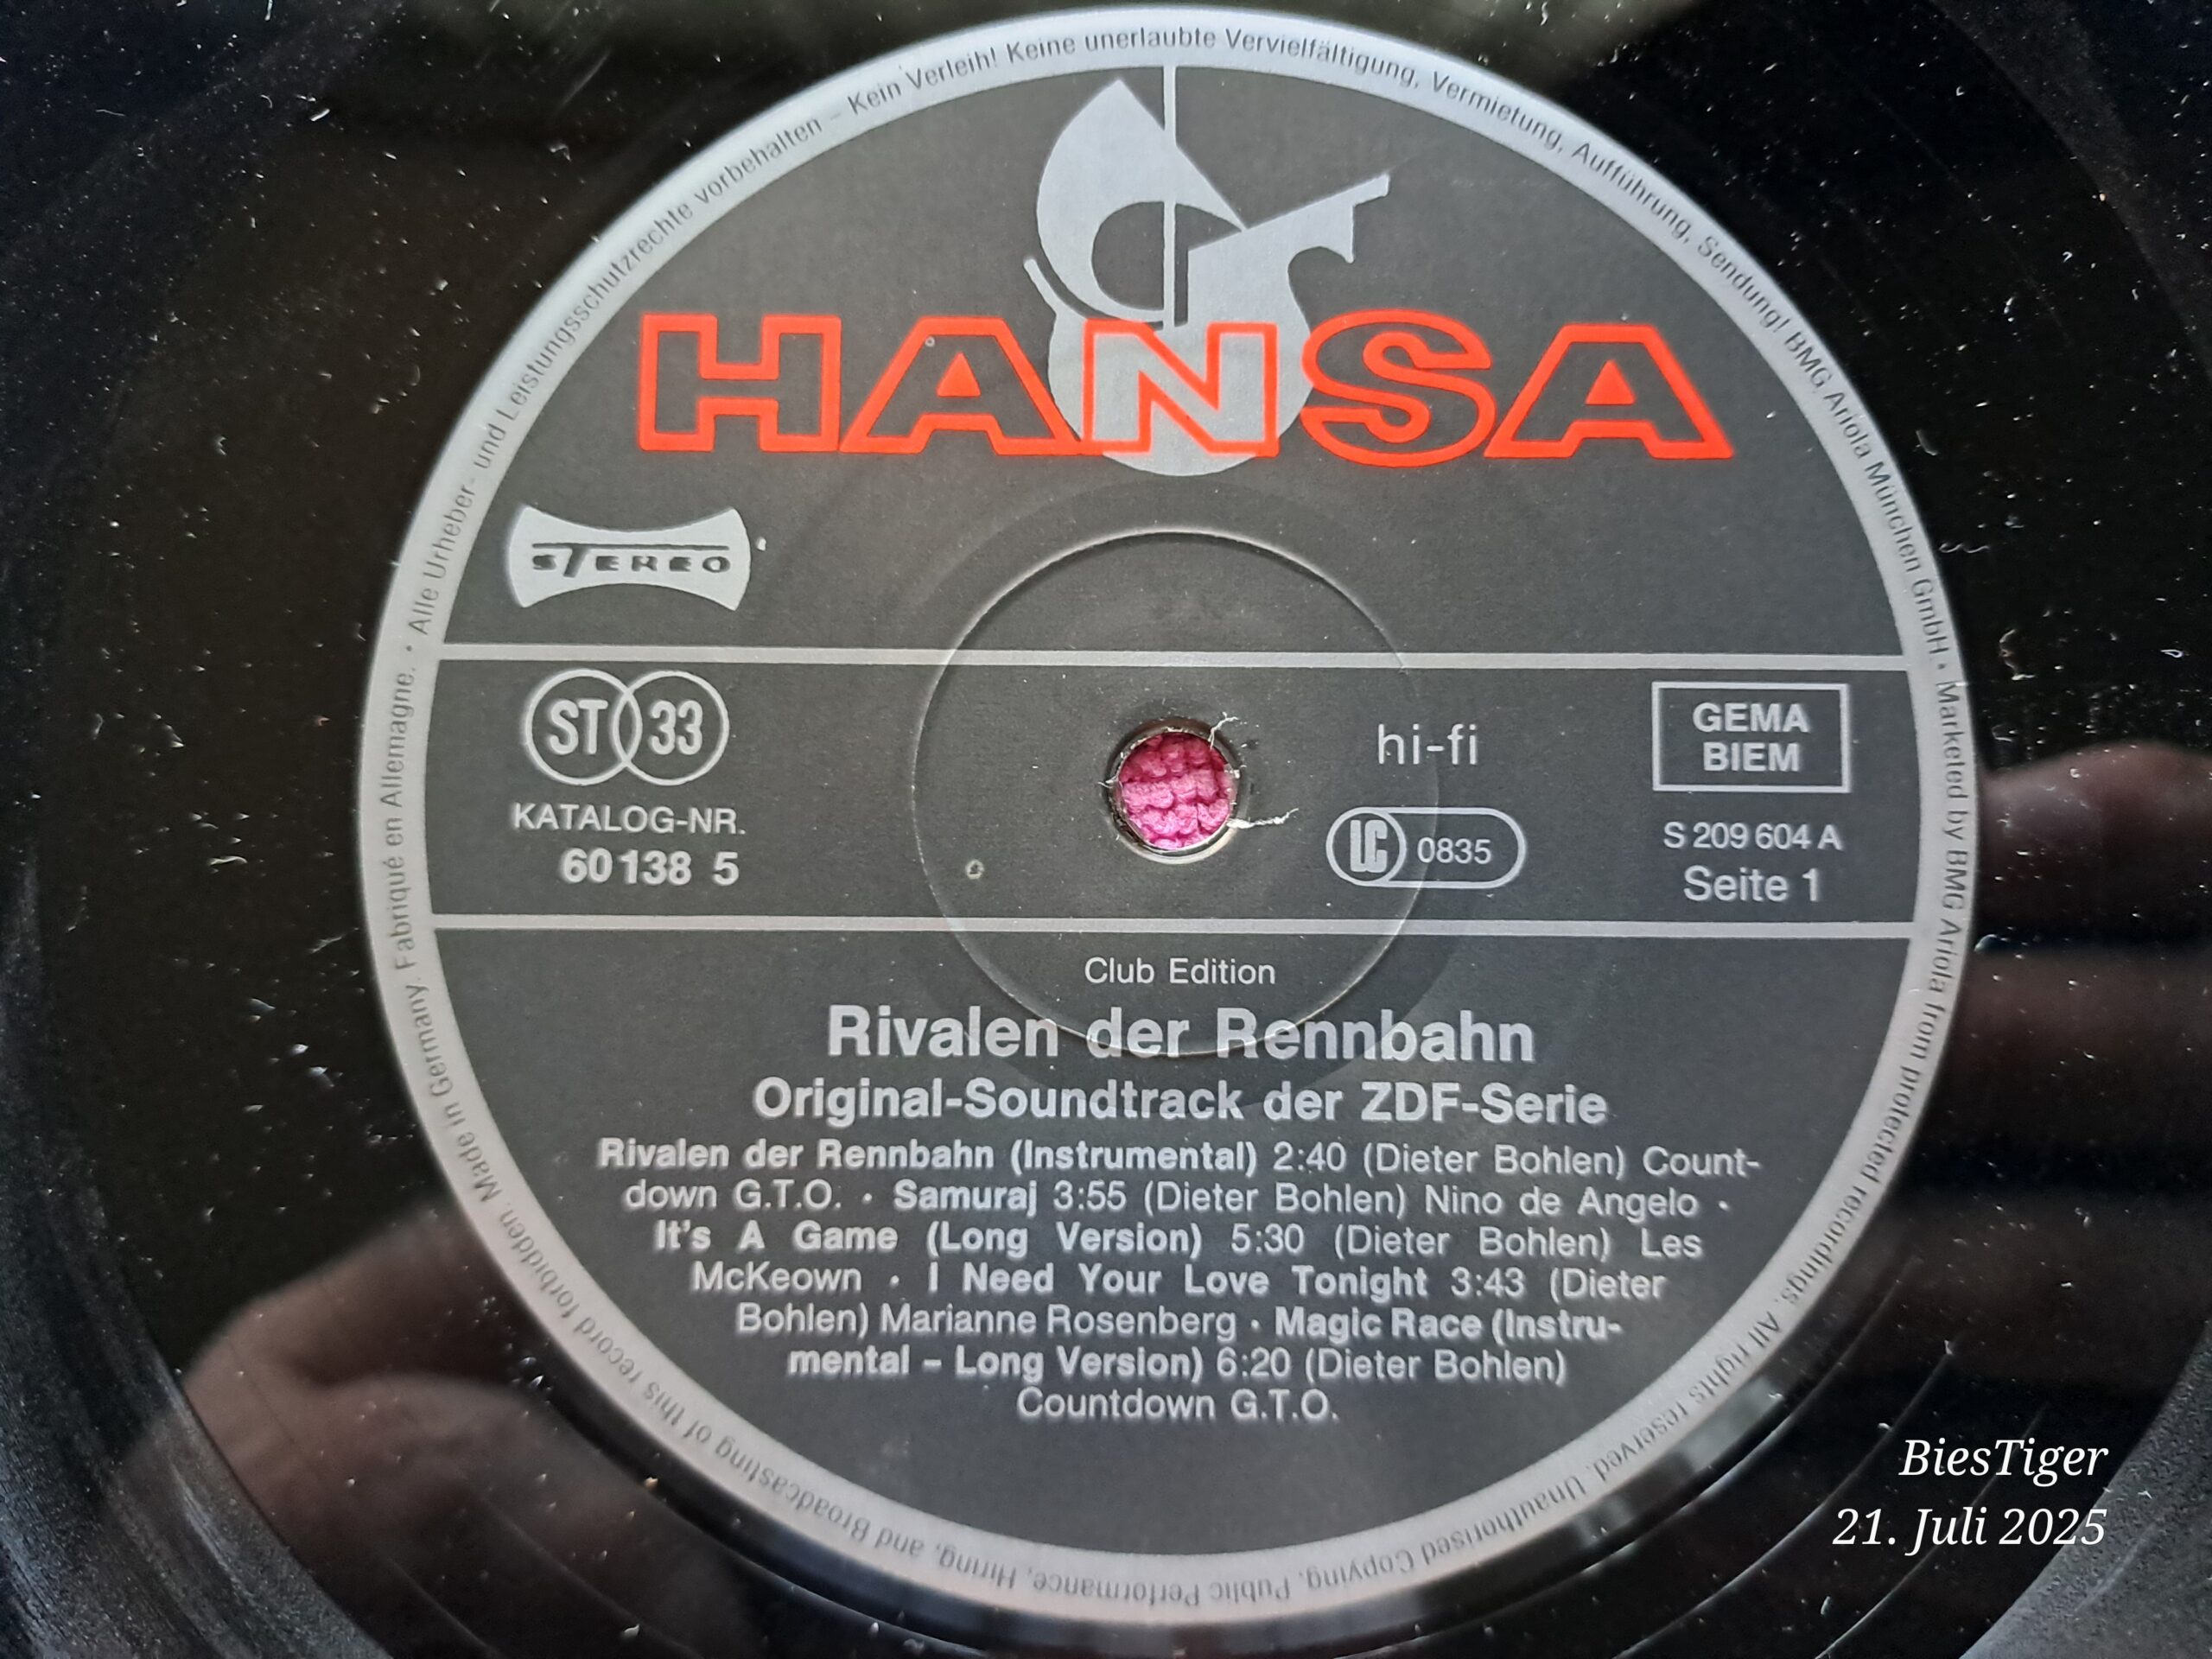 Alle Urheber- und Leistungsschutzrechte vorbehalten – Kein Verleih! Keine unerlaubte Vervielfältigung, Vermietung, Aufführung, Sendung! BMG Ariola München GmbH • Marketed by BMG Ariola from protected recordings. All rights reserved. Unauthorised Copying, Public Performance, Hiring, and Broadcasting of this record forbidden. Made in Germany. Fabriqué en Allemagne. •
HANSA
STEREO
ST 33
KATALOG-NR.
60 138 5
hi-fi
LC 0835
GEMA
BIEM
S 209 604 A
Seite 1
Club Edition
Rivalen der Rennbahn
Original-Soundtrack der ZDF-Serie
Rivalen der Rennbahn (Instrumental) 2:40 (Dieter Bohlen) Count-
down G.T.O. · Samuraj 3:55 (Dieter Bohlen) Nino de Angelo ·
It's A Game (Long Version) 5:30 (Dieter Bohlen) Les
McKeown · I Need Your Love Tonight 3:43 (Dieter
Bohlen) Marianne Rosenberg · Magic Race (Instru-
mental – Long Version) 6:20 (Dieter Bohlen)
Countdown G.T.O.
BiesTiger
21. Juli 2025